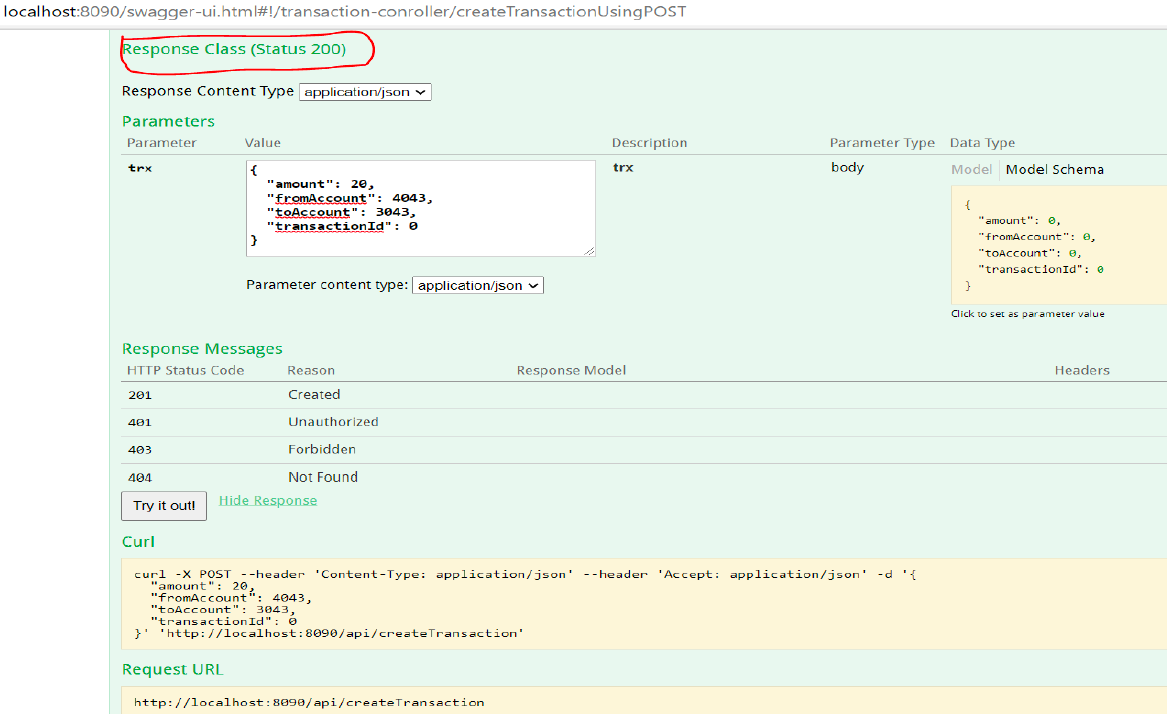 localhost:8090/swagger-ui.html#!/transaction-conroller/createTransactionUsingPOST
Response Class (Status 200)
Response Content Type application/json
Parameters
Parameter Value Description Parameter Type Data Type
trx
{
"amount": 20,
"fromAccount": 4043,
"toAccount": 3043,
"transactionId": 0
}
Parameter content type: application/json
trx
body
Model Model Schema
{
"amount": 0,
"fromAccount": 0,
"toAccount": 0,
"transactionId": 0
}
Click to set as parameter value
Response Messages
HTTP Status Code Reason Response Model Headers
201 Created
401 Unauthorized
403 Forbidden
404 Not Found
Try it out! Hide Response
Curl
curl -X POST --header 'Content-Type: application/json' --header 'Accept: application/json' -d '{
"amount": 20,
"fromAccount": 4043,
"toAccount": 3043,
"transactionId": 0
}' 'http://localhost:8090/api/createTransaction'
Request URL
http://localhost:8090/api/createTransaction